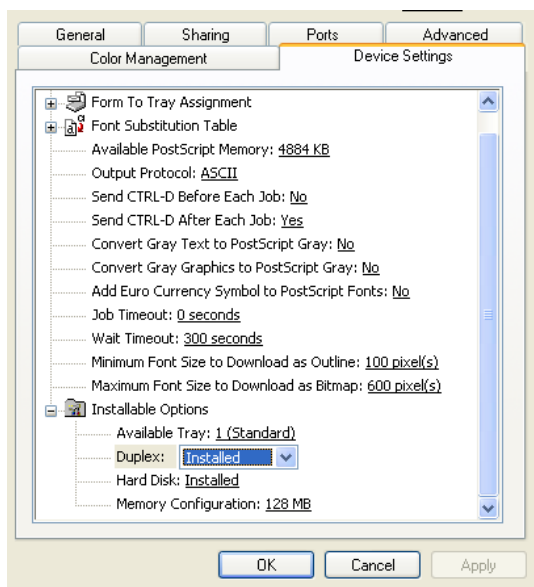 General Sharing Ports Advanced
Color Management Device Settings
Form To Tray Assignment
Font Substitution Table
Available PostScript Memory: 4884 KB
Output Protocol: ASCII
Send CTRL-D Before Each Job: No
Send CTRL-D After Each Job: Yes
Convert Gray Text to PostScript Gray: No
Convert Gray Graphics to PostScript Gray: No
Add Euro Currency Symbol to PostScript Fonts: No
Job Timeout: 0 seconds
Wait Timeout: 300 seconds
Minimum Font Size to Download as Outline: 100 pixel(s)
Maximum Font Size to Download as Bitmap: 600 pixel(s)
Installable Options
Available Tray: 1 (Standard)
Duplex: Installed
Hard Disk: Installed
Memory Configuration: 128 MB
OK Cancel Apply